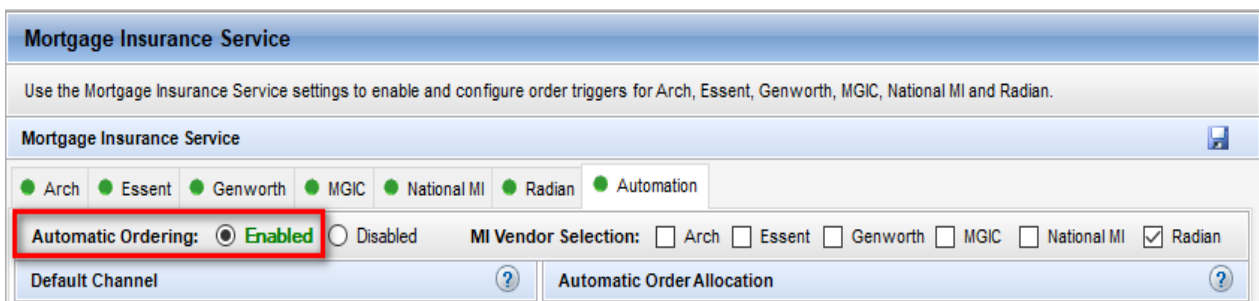 Mortgage Insurance Service
Use the Mortgage Insurance Service settings to enable and configure order triggers for Arch, Essent, Genworth, MGIC, National MI and Radian.
Mortgage Insurance Service
Arch Essent Genworth MGIC National MI Radian Automation
Automatic Ordering: Enabled Disabled MI Vendor Selection: Arch Essent Genworth MGIC National MI Radian
Default Channel ? Automatic Order Allocation ?